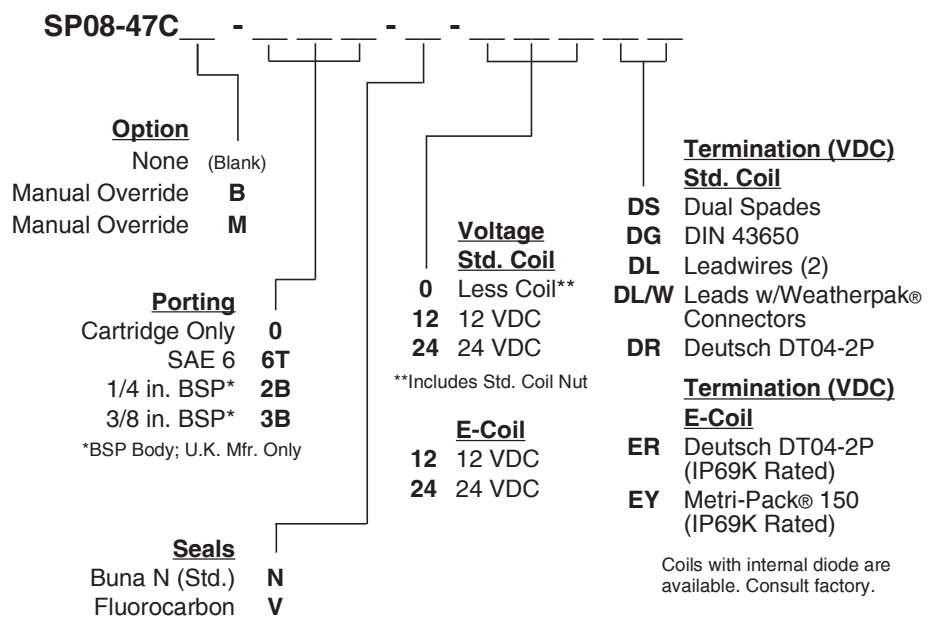 SP08-47C__ - __ __ __ - __ - __ __ __ __ __
Option
None (Blank)
Manual Override B
Manual Override M
Porting
Cartridge Only 0
SAE 6 6T
1/4 in. BSP* 2B
3/8 in. BSP* 3B
*BSP Body; U.K. Mfr. Only
Seals
Buna N (Std.) N
Fluorocarbon V
Voltage
Std. Coil
0 Less Coil**
12 12 VDC
24 24 VDC
**Includes Std. Coil Nut
E-Coil
12 12 VDC
24 24 VDC
Termination (VDC)
Std. Coil
DS Dual Spades
DG DIN 43650
DL Leadwires (2)
DL/W Leads w/Weatherpak®
Connectors
DR Deutsch DT04-2P
Termination (VDC)
E-Coil
ER Deutsch DT04-2P
(IP69K Rated)
EY Metri-Pack® 150
(IP69K Rated)
Coils with internal diode are
available. Consult factory.